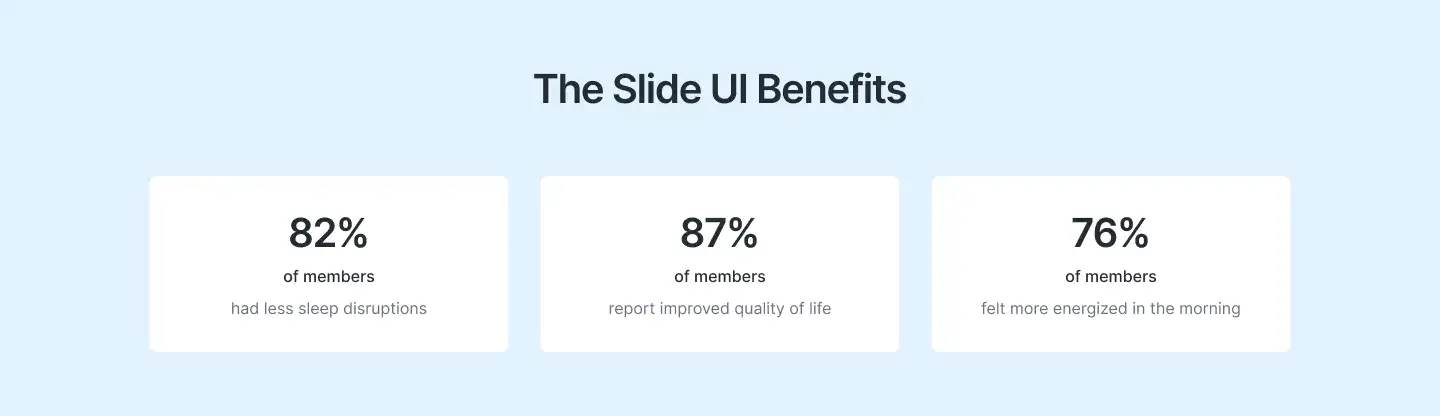 The Slide UI Benefits
82%
of members
had less sleep disruptions
87%
of members
report improved quality of life
76%
of members
felt more energized in the morning